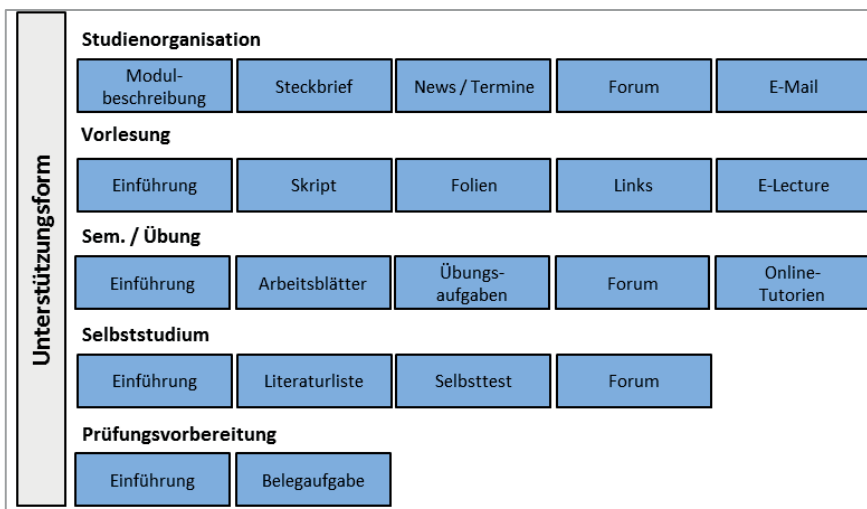 Unterstützungsform
Studienorganisation
Modul-
beschreibung
Steckbrief
News / Termine
Forum
E-Mail
Vorlesung
Einführung
Skript
Folien
Links
E-Lecture
Sem. / Übung
Einführung
Arbeitsblätter
Übungs-
aufgaben
Forum
Online-
Tutorien
Selbststudium
Einführung
Literaturliste
Selbsttest
Forum
Prüfungsvorbereitung
Einführung
Belegaufgabe